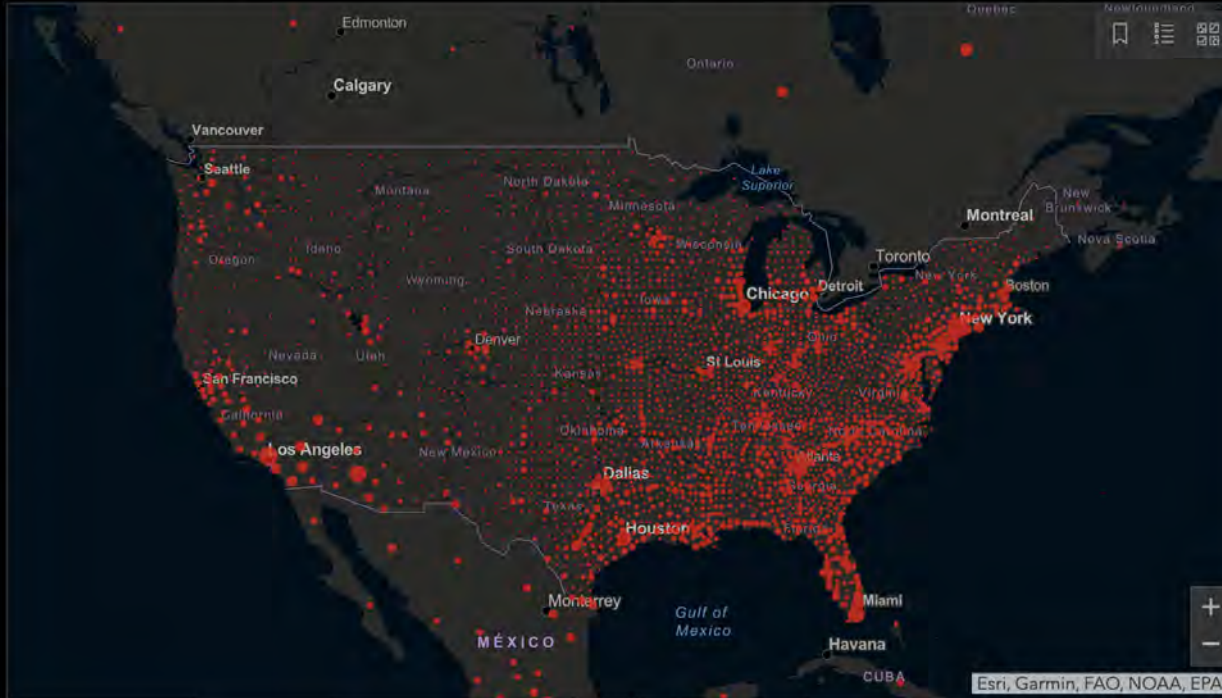 Quebec
Newfoundland
Edmonton
Ontario
Calgary
Vancouver
Seattle
Montana
North Dakota
Lake
Superior
Minnesota
New
Brunswick
Montreal
Nova Scotia
Oregon
Idaho
South Dakota
Wisconsin
Toronto
New York
Wyoming
Iowa
Chicago
Detroit
Boston
Nebraska
New York
Denver
Ohio
Nevada
Utah
St Louis
San Francisco
Kansas
Kentucky
Virginia
California
Oklahoma
Arkansas
Tennessee
North Carolina
Los Angeles
New Mexico
Atlanta
Dallas
Georgia
Texas
Houston
Florida
Monterrey
Miami
Gulf of
Mexico
MÉXICO
Havana
CUBA
Esri, Garmin, FAO, NOAA, EPA